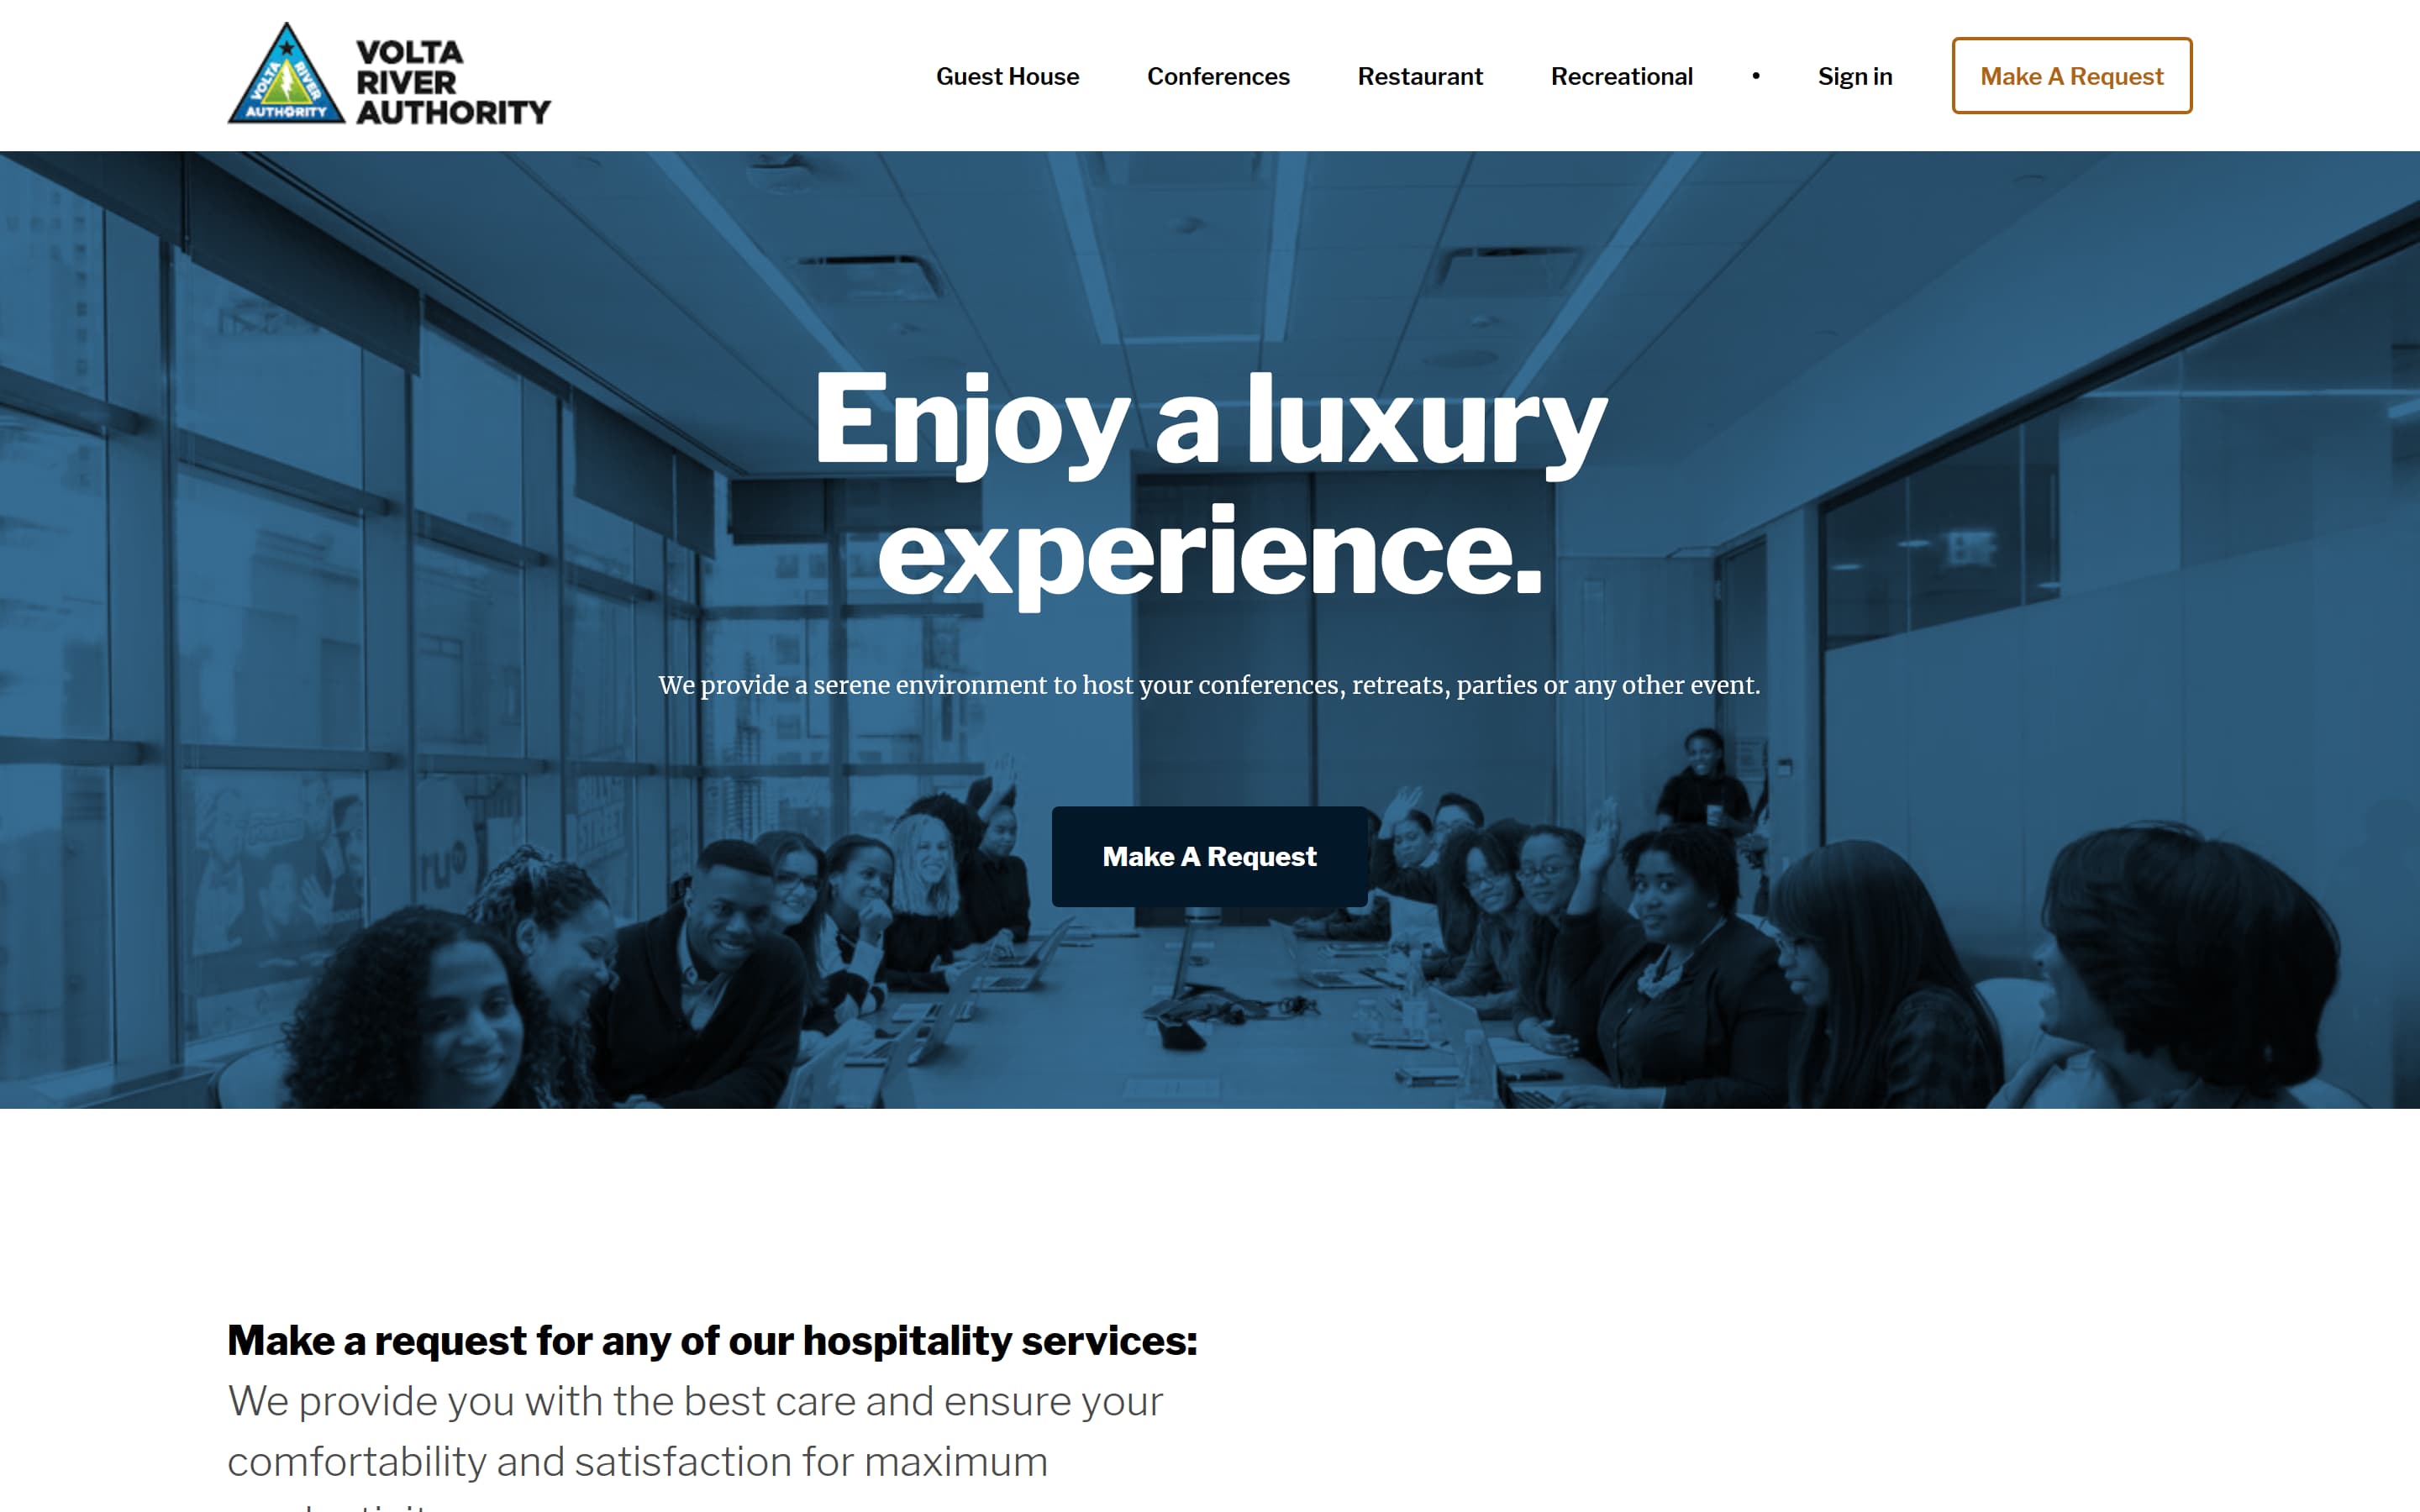 VOLTA RIVER AUTHORITY
VOLTA
RIVER
AUTHORITY
Guest House
Conferences
Restaurant
Recreational
•
Sign in
Make A Request
Enjoy a luxury
experience.
We provide a serene environment to host your conferences, retreats, parties or any other event.
Make A Request
Make a request for any of our hospitality services:
We provide you with the best care and ensure your
comfortability and satisfaction for maximum